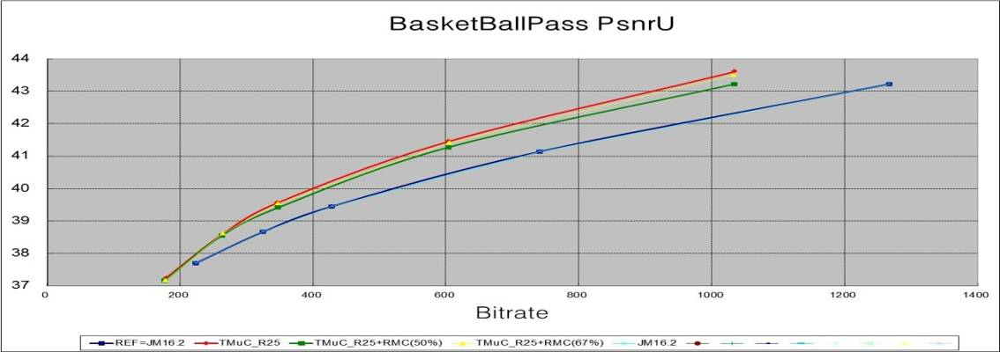 BasketBallPass PsnrU
44
43
42
41
40
39
38
37
0 200 400 600 800 1000 1200 1400
Bitrate
REF=JM16.2 TMuC_R25 TMuC_R25+RMC(50%) TMuC_R25+RMC(67%) JM16.2